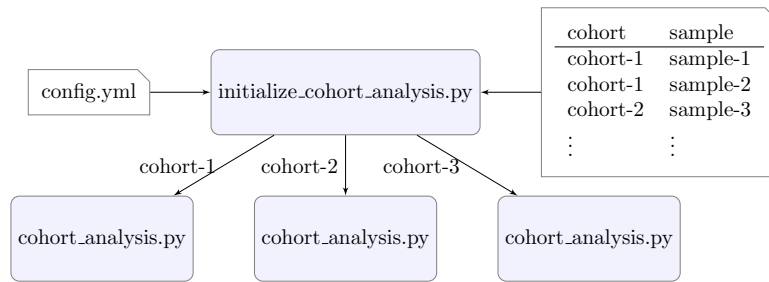 cohort sample
cohort-1 sample-1
cohort-1 sample-2
cohort-2 sample-3
⋮ ⋮
config.yml
initialize_cohort_analysis.py
cohort-1
cohort-2
cohort-3
cohort_analysis.py
cohort_analysis.py
cohort_analysis.py